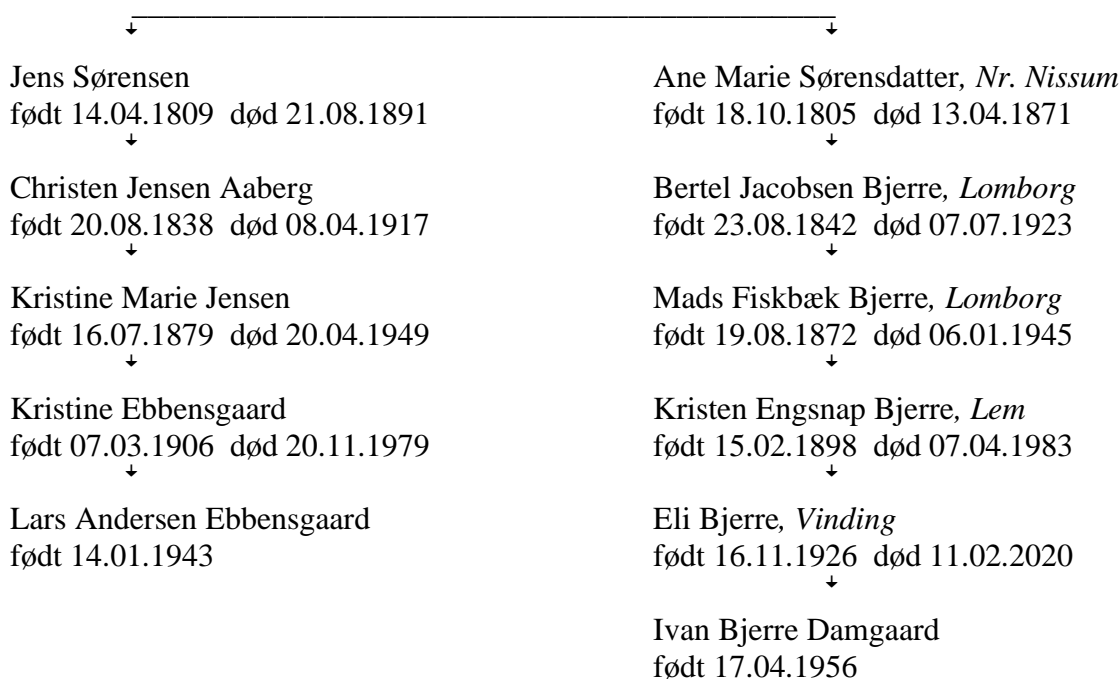 Jens Sørensen
født 14.04.1809 død 21.08.1891
Christen Jensen Aaberg
født 20.08.1838 død 08.04.1917
Kristine Marie Jensen
født 16.07.1879 død 20.04.1949
Kristine Ebbensgaard
født 07.03.1906 død 20.11.1979
Lars Andersen Ebbensgaard
født 14.01.1943
Ane Marie Sørensdatter, Nr. Nissum
født 18.10.1805 død 13.04.1871
Bertel Jacobsen Bjerre, Lomborg
født 23.08.1842 død 07.07.1923
Mads Fiskbæk Bjerre, Lomborg
født 19.08.1872 død 06.01.1945
Kristen Engsnap Bjerre, Lem
født 15.02.1898 død 07.04.1983
Eli Bjerre, Vinding
født 16.11.1926 død 11.02.2020
Ivan Bjerre Damgaard
født 17.04.1956